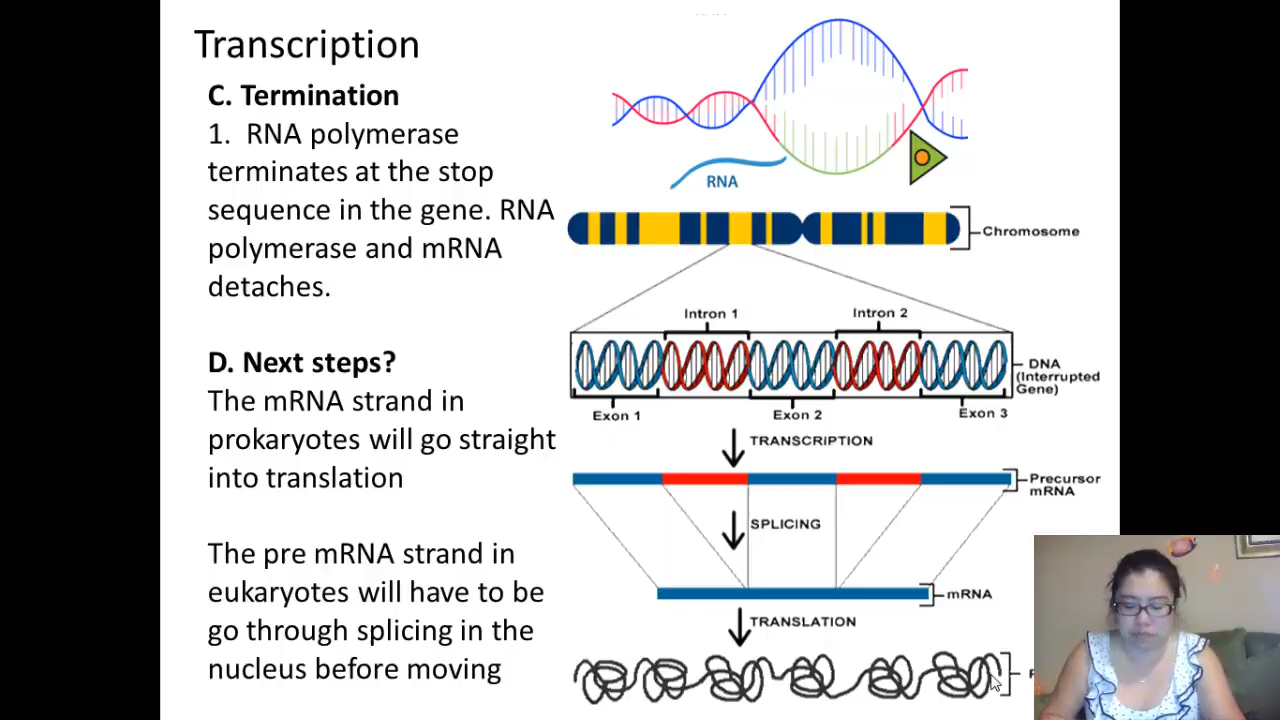 Transcription
C. Termination
1. RNA polymerase
terminates at the stop
sequence in the gene. RNA
polymerase and mRNA
detaches.
D. Next steps?
The mRNA strand in
prokaryotes will go straight
into translation
The pre mRNA strand in
eukaryotes will have to be
go through splicing in the
nucleus before moving
RNA
Chromosome
Intron 1
Intron 2
DNA
(Interrupted
Gene)
Exon 1
Exon 2
Exon 3
TRANSCRIPTION
Precursor
mRNA
SPLICING
mRNA
TRANSLATION